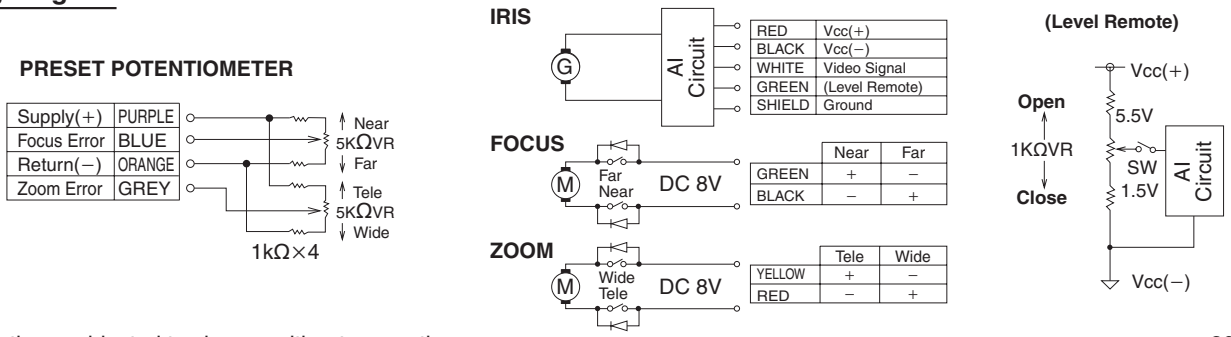 PRESET POTENTIOMETER
Supply(+) PURPLE
Focus Error BLUE
Return(−) ORANGE
Zoom Error GREY
Near
5KΩVR
Far
Tele
5KΩVR
Wide
1kΩ×4
IRIS
G
AI
Circuit
RED Vcc(+)
BLACK Vcc(−)
WHITE Video Signal
GREEN (Level Remote)
SHIELD Ground
FOCUS
M
Far
Near
DC 8V
Near Far
GREEN + −
BLACK − +
ZOOM
M
Wide
Tele
DC 8V
Tele Wide
YELLOW + −
RED − +
(Level Remote)
Vcc(+)
Open
5.5V
1KΩVR
SW
AI
Circuit
Close
1.5V
Vcc(−)